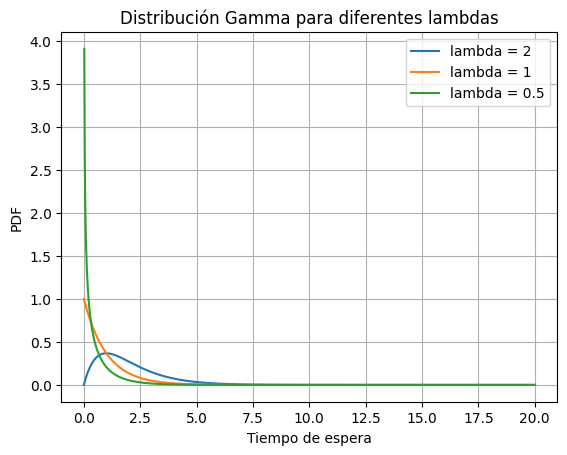 Distribución Gamma para diferentes lambdas
lambda = 2
lambda = 1
lambda = 0.5
PDF
4.0
3.5
3.0
2.5
2.0
1.5
1.0
0.5
0.0
0.0 2.5 5.0 7.5 10.0 12.5 15.0 17.5 20.0
Tiempo de espera